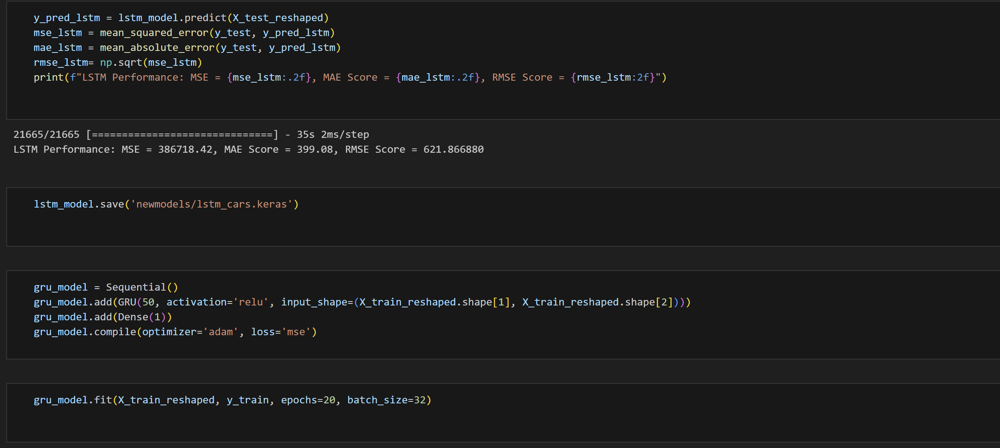 y_pred_lstm = lstm_model.predict(X_test_reshaped)
mse_lstm = mean_squared_error(y_test, y_pred_lstm)
mae_lstm = mean_absolute_error(y_test, y_pred_lstm)
rmse_lstm= np.sqrt(mse_lstm)
print(f"LSTM Performance: MSE = {mse_lstm:.2f}, MAE Score = {mae_lstm:.2f}, RMSE Score = {rmse_lstm:2f}")
21665/21665 [==============================] - 35s 2ms/step
LSTM Performance: MSE = 386718.42, MAE Score = 399.08, RMSE Score = 621.866880
lstm_model.save('newmodels/lstm_cars.keras')
gru_model = Sequential()
gru_model.add(GRU(50, activation='relu', input_shape=(X_train_reshaped.shape[1], X_train_reshaped.shape[2])))
gru_model.add(Dense(1))
gru_model.compile(optimizer='adam', loss='mse')
gru_model.fit(X_train_reshaped, y_train, epochs=20, batch_size=32)